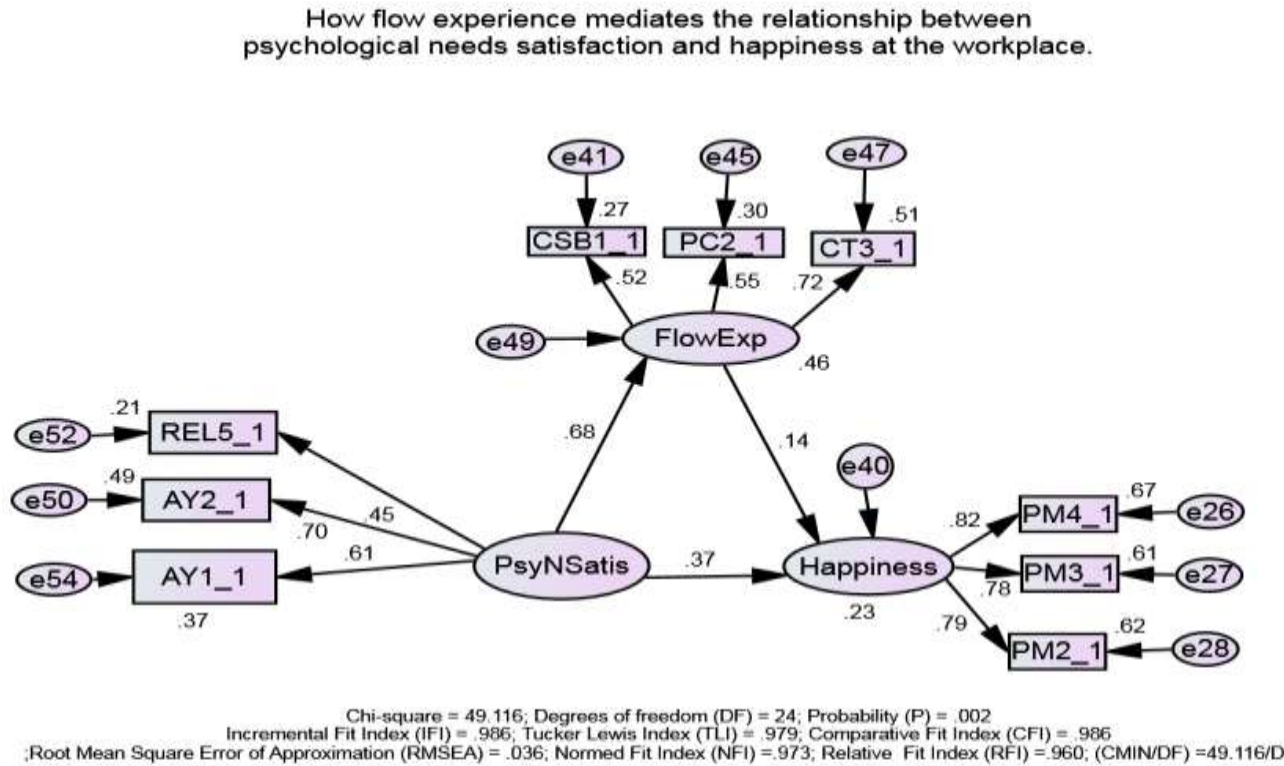 How flow experience mediates the relationship between
psychological needs satisfaction and happiness at the workplace.
e41
e45
e47
.27
.30
.51
CSB1_1
PC2_1
CT3_1
.52
.55
.72
e49
FlowExp
.46
.21
e52
REL5_1
.68
.14
.49
e50
AY2_1
.45
.70
e40
.67
.82
PM4_1
e26
e54
AY1_1
.61
PsyNSatis
.37
Happiness
.61
PM3_1
e27
.78
.37
.23
.79
.62
PM2_1
e28
Chi-square = 49.116; Degrees of freedom (DF) = 24; Probability (P) = .002
Incremental Fit Index (IFI) = .986; Tucker Lewis Index (TLI) = .979; Comparative Fit Index (CFI) = .986
;Root Mean Square Error of Approximation (RMSEA) = .036; Normed Fit Index (NFI) =.973; Relative Fit Index (RFI) =.960; (CMIN/DF) =49.116/D